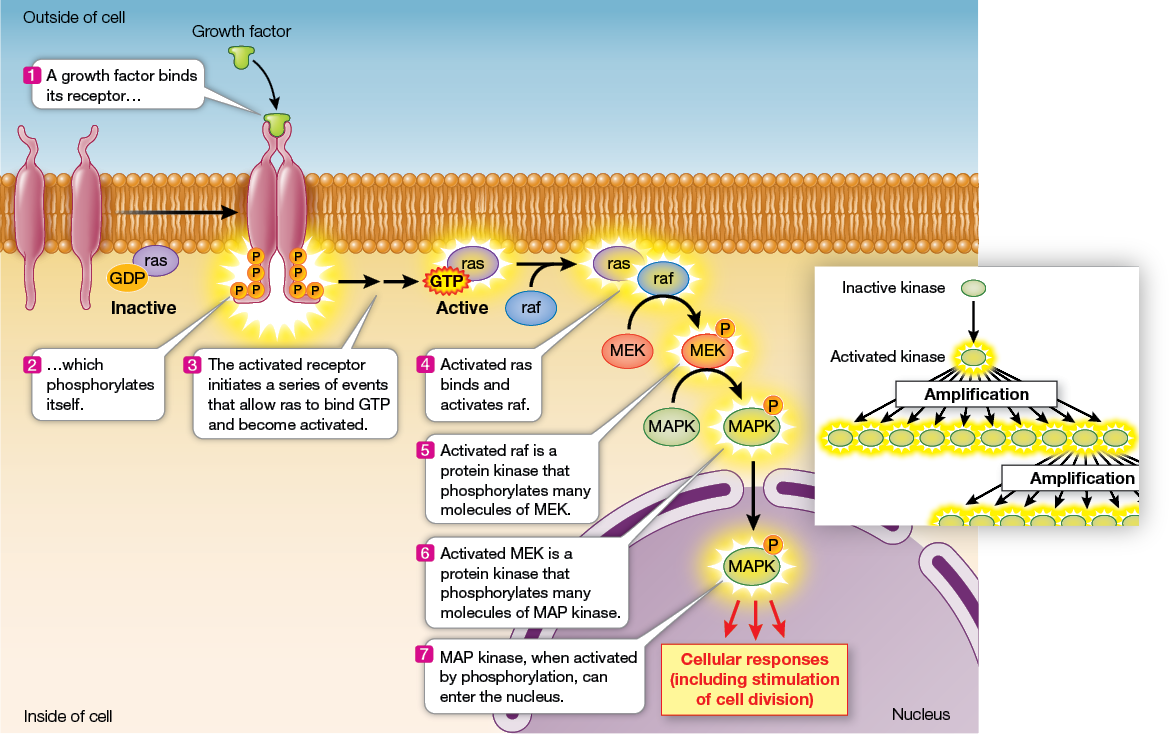 Outside of cell
Growth factor
1 A growth factor binds
its receptor…
ras
GDP
Inactive
P
P
P
P
P
P
P
P
ras
GTP
Active
raf
ras
raf
MEK
MEK
P
MAPK
MAPK
P
2 …which
phosphorylates
itself.
3 The activated receptor
initiates a series of events
that allow ras to bind GTP
and become activated.
4 Activated ras
binds and
activates raf.
5 Activated raf is a
protein kinase that
phosphorylates many
molecules of MEK.
6 Activated MEK is a
protein kinase that
phosphorylates many
molecules of MAP kinase.
7 MAP kinase, when activated
by phosphorylation, can
enter the nucleus.
MAPK
P
Cellular responses
(including stimulation
of cell division)
Inside of cell
Nucleus
Inactive kinase
Activated kinase
Amplification
Amplification